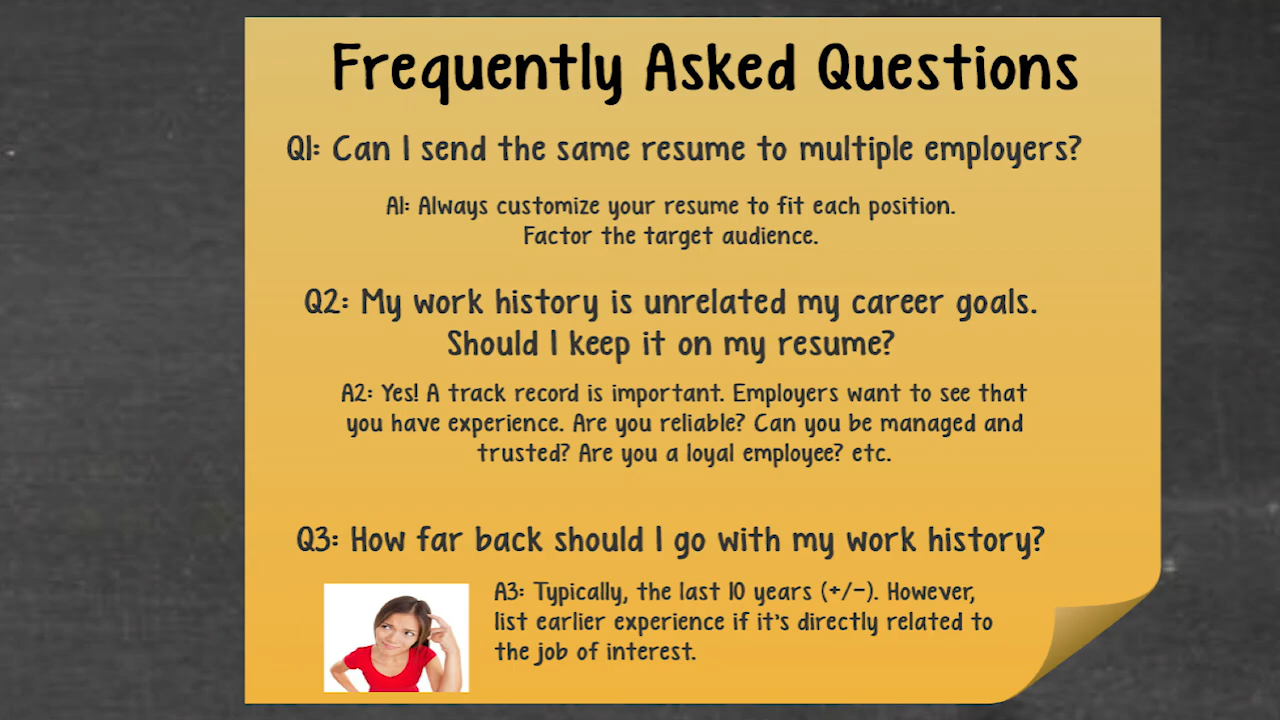 Frequently Asked Questions
Q1: Can I send the same resume to multiple employers?
A1: Always customize your resume to fit each position.
Factor the target audience.
Q2: My work history is unrelated my career goals.
Should I keep it on my resume?
A2: Yes! A track record is important. Employers want to see that
you have experience. Are you reliable? Can you be managed and
trusted? Are you a loyal employee? etc.
Q3: How far back should I go with my work history?
A3: Typically, the last 10 years (+/-). However,
list earlier experience if it's directly related to
the job of interest.